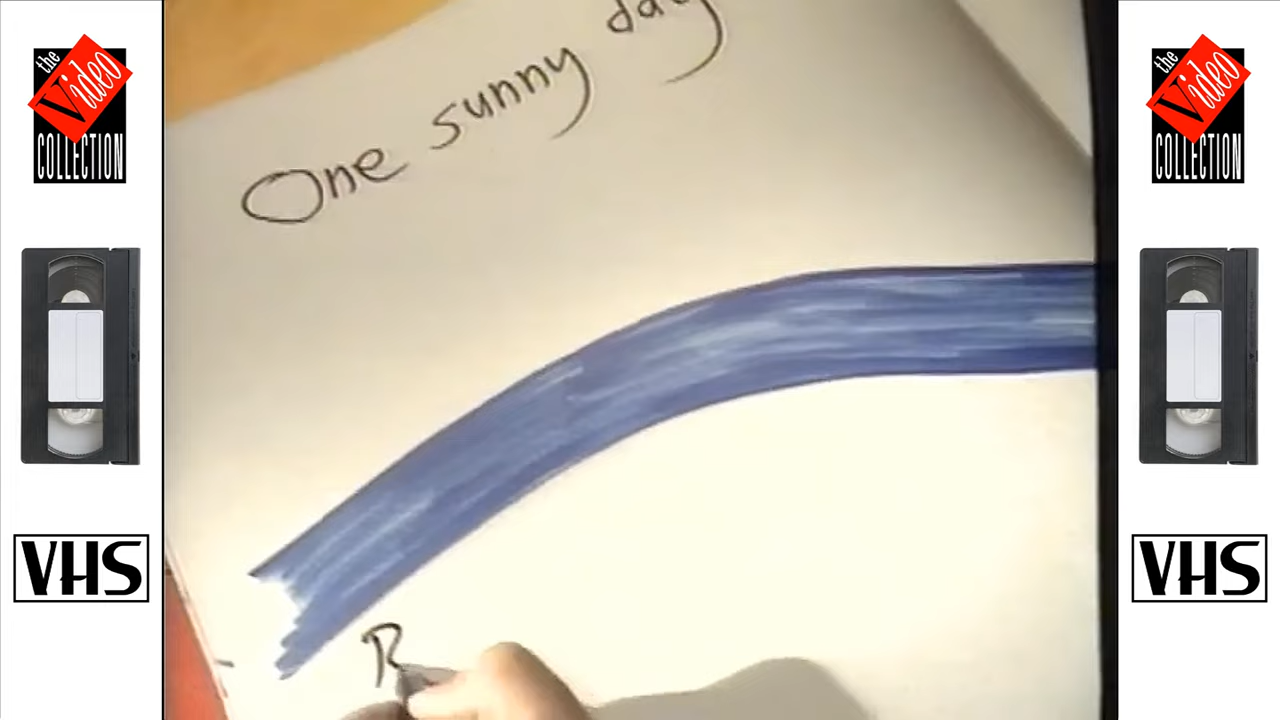 the
Video
COLLECTION
VHS
One sunny day
R
the
Video
COLLECTION
VHS